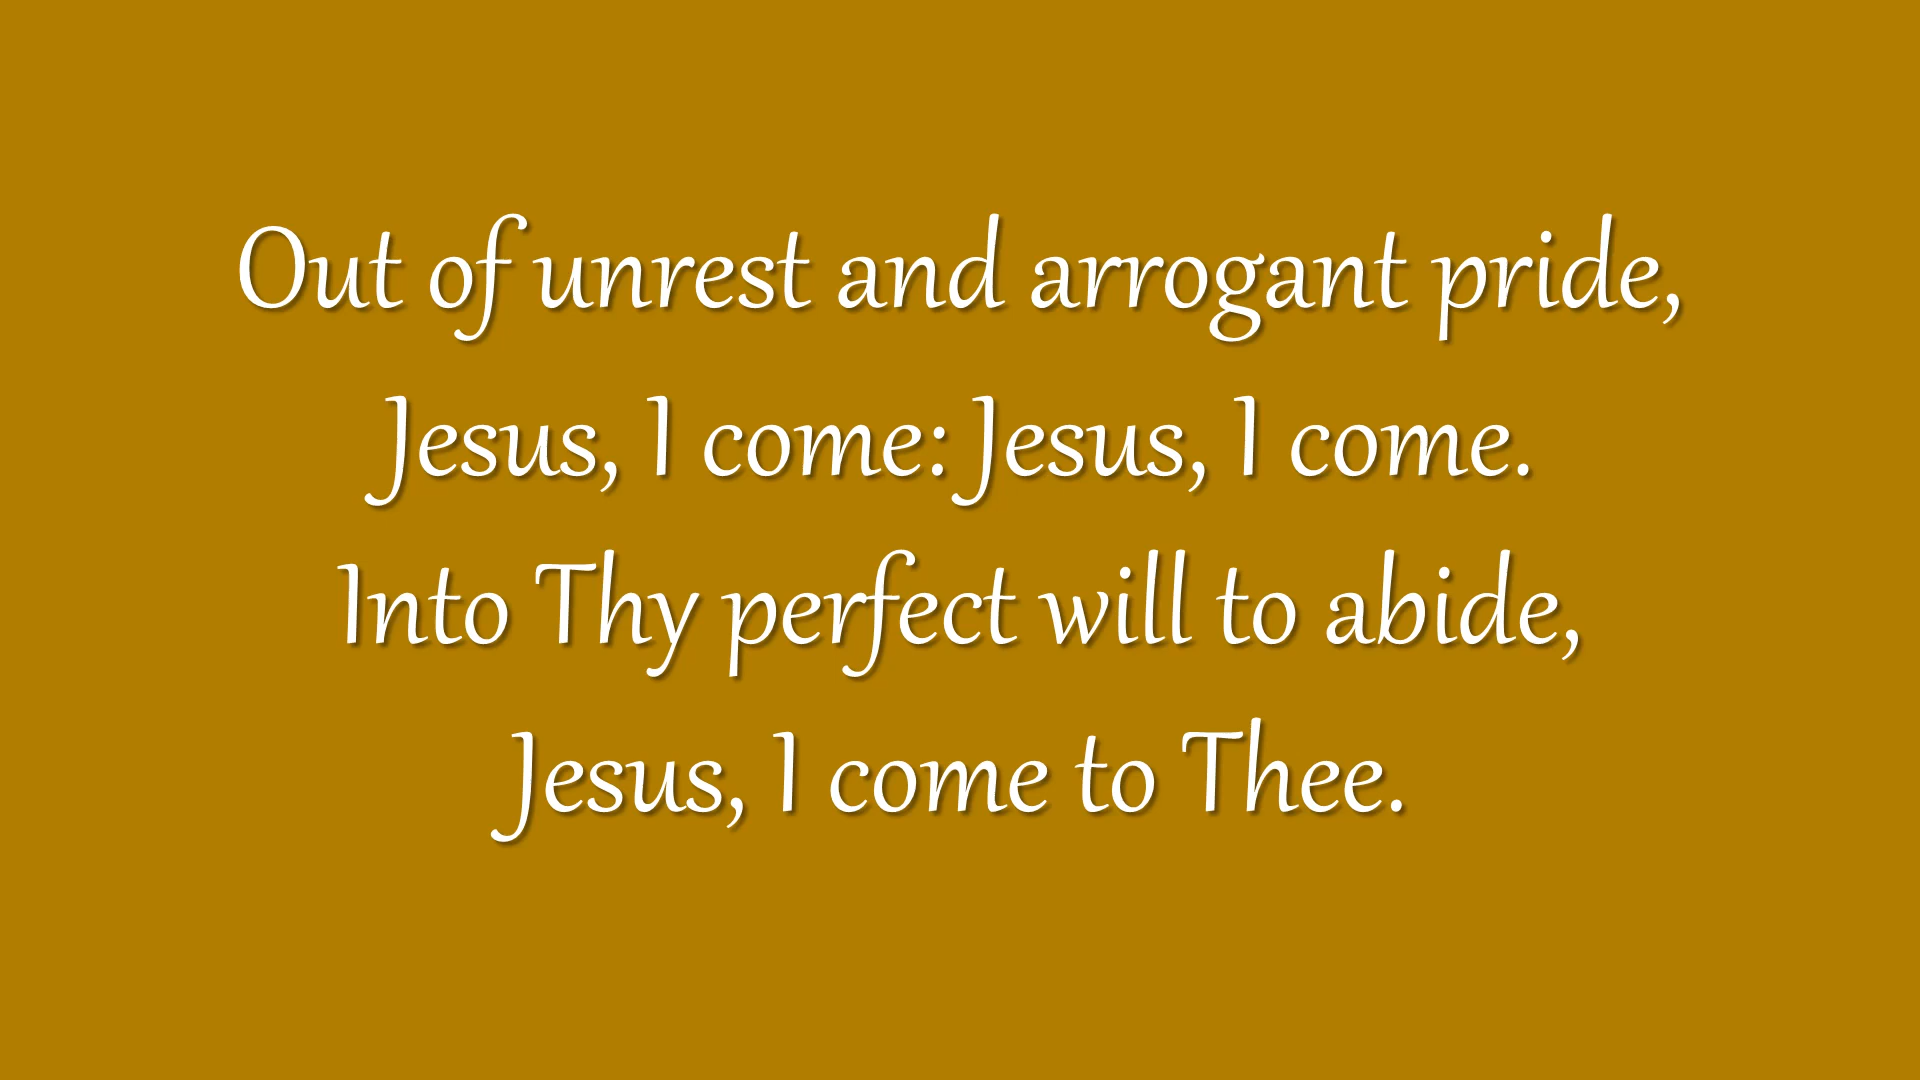 Out of unrest and arrogant pride,
Jesus, I come: Jesus, I come.
Into Thy perfect will to abide,
Jesus, I come to Thee.